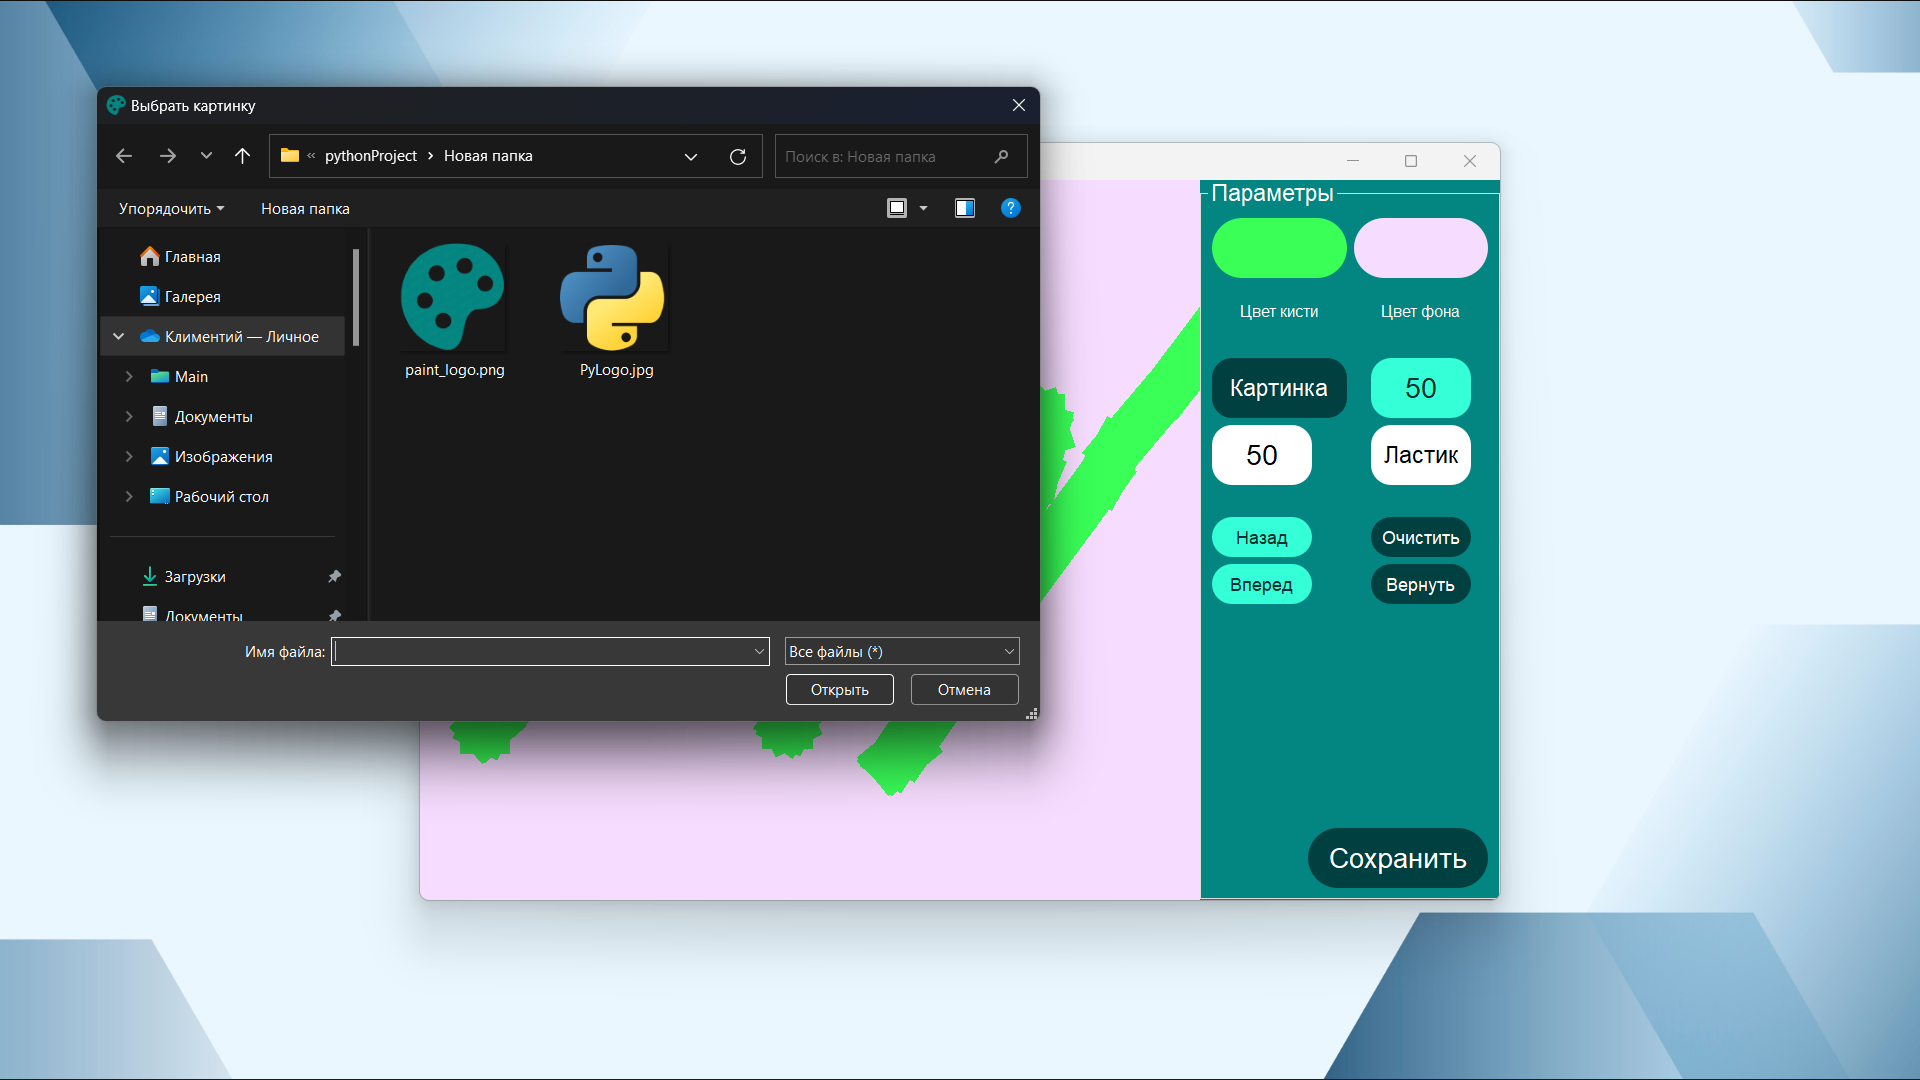 Выбрать картинку
« pythonProject › Новая папка
Поиск в: Новая папка
Упорядочить
Новая папка
?
Главная
Галерея
Климентий — Личное
Main
Документы
Изображения
Рабочий стол
Загрузки
Документы
paint_logo.png
PyLogo.jpg
Имя файла:
Все файлы (*)
Открыть
Отмена
Параметры
Цвет кисти
Цвет фона
Картинка
50
50
Ластик
Назад
Очистить
Вперед
Вернуть
Сохранить